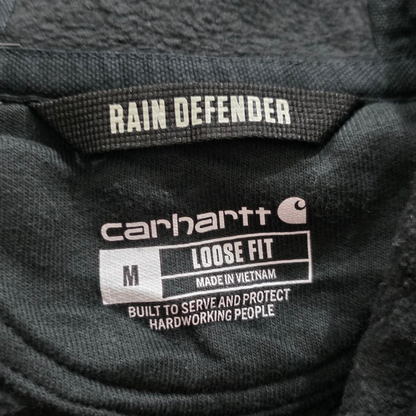 RAIN DEFENDER
carhartt
M
LOOSE FIT
MADE IN VIETNAM
BUILT TO SERVE AND PROTECT
HARDWORKING PEOPLE